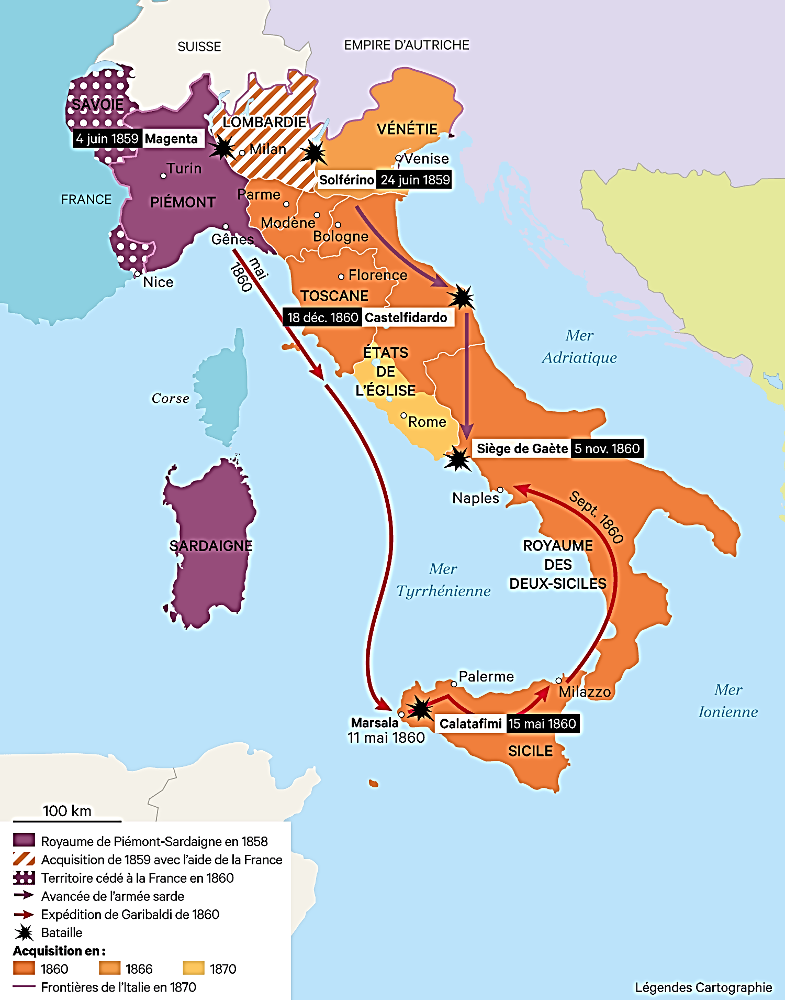 SUISSE
EMPIRE D'AUTRICHE
SAVOIE
LOMBARDIE
VÉNÉTIE
4 juin 1859 Magenta
Milan
Venise
Turin
Solférino 24 juin 1859
FRANCE
PIÉMONT
Parme
Modène
Bologne
Gênes
mai
1860
Nice
Florence
TOSCANE
18 déc. 1860 Castelfidardo
Mer
Adriatique
ÉTATS
DE
L'ÉGLISE
Corse
Rome
Siège de Gaète 5 nov. 1860
Naples
Sept. 1860
SARDAIGNE
ROYAUME
DES
DEUX-SICILES
Mer
Tyrrhénienne
Palerme
Milazzo
Mer
Ionienne
Marsala
11 mai 1860
Calatafimi 15 mai 1860
SICILE
100 km
Royaume de Piémont-Sardaigne en 1858
Acquisition de 1859 avec l'aide de la France
Territoire cédé à la France en 1860
Avancée de l'armée sarde
Expédition de Garibaldi de 1860
Bataille
Acquisition en :
1860 1866 1870
Frontières de l'Italie en 1870
Légendes Cartographie